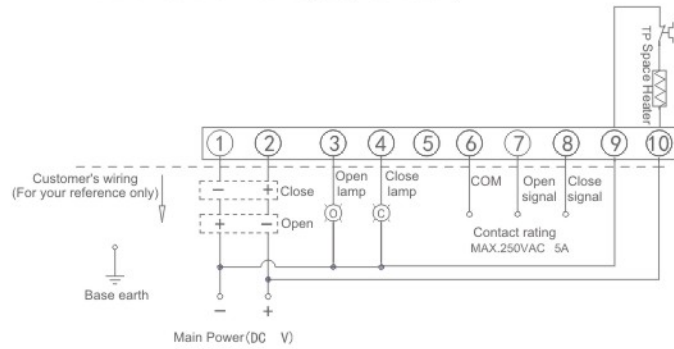 TP Space Heater
1 2 3 4 5 6 7 8 9 10
Customer's wiring
(For your reference only)
− + Close
+ − Open
Open
lamp
Close
lamp
O
C
COM
Open
signal
Close
signal
Contact rating
MAX.250VAC 5A
Base earth
− +
Main Power(DC V)